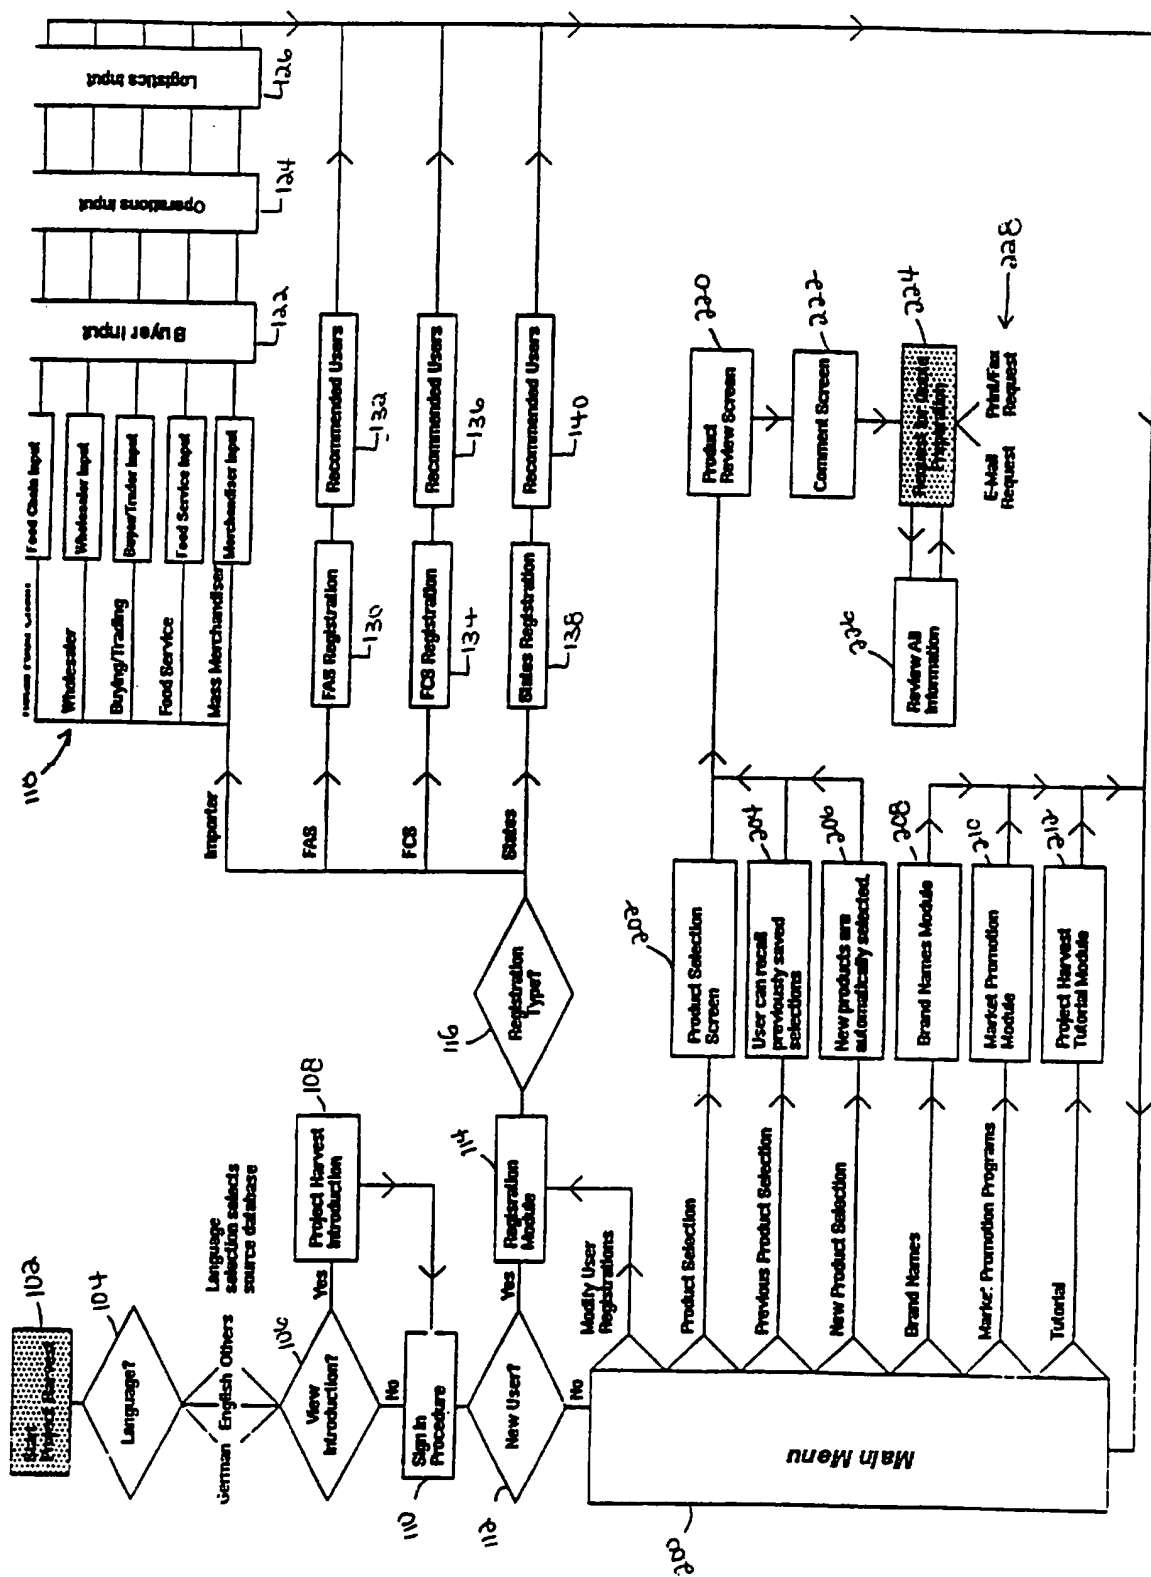 Start
Project Harvest
102
Language?
104
German
English
Others
Language
selection selects
source database
View
Introduction?
106
Yes
No
Project Harvest
Introduction
108
Sign In
Procedure
110
New User?
112
Yes
No
Regisration
Module
114
Registration
Type?
116
Importer
FAS
FCS
States
118
Wholesaler
Buying/Trading
Food Service
Mass Merchandiser
Food Chain Input
Wholesaler Input
Buyer/Trader Input
Food Service Input
Merchandiser Input
Buyer Input
122
Operations Input
124
Logistics Input
126
FAS Registration
130
Recommended Users
132
FCS Registration
134
Recommended Users
136
States Registration
138
Recommended Users
140
Main Menu
200
Modify User
Registrations
Product Selection
Previous Product Selection
New Product Selection
Brand Names
Market Promotion Programs
Tutorial
Product Selection
Screen
202
User can recall
previously saved
selections
204
New products are
automatically selected.
206
Brand Names Module
208
Market Promotion
Module
210
Project Harvest
Tutorial Module
212
Product
Review Screen
220
Comment Screen
222
Request for Quote
Preparation
224
Review All
Information
226
E-Mail
Request
Print/Fax
Request
228